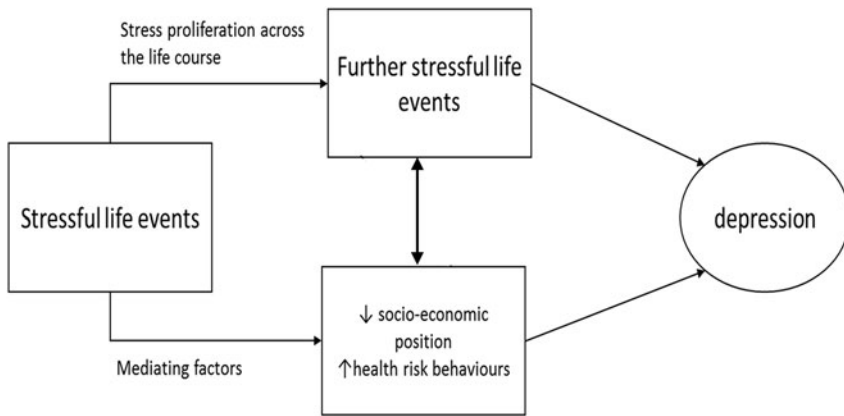 Stress proliferation across
the life course
Further stressful life
events
Stressful life events
depression
↓ socio-economic
position
↑health risk behaviours
Mediating factors